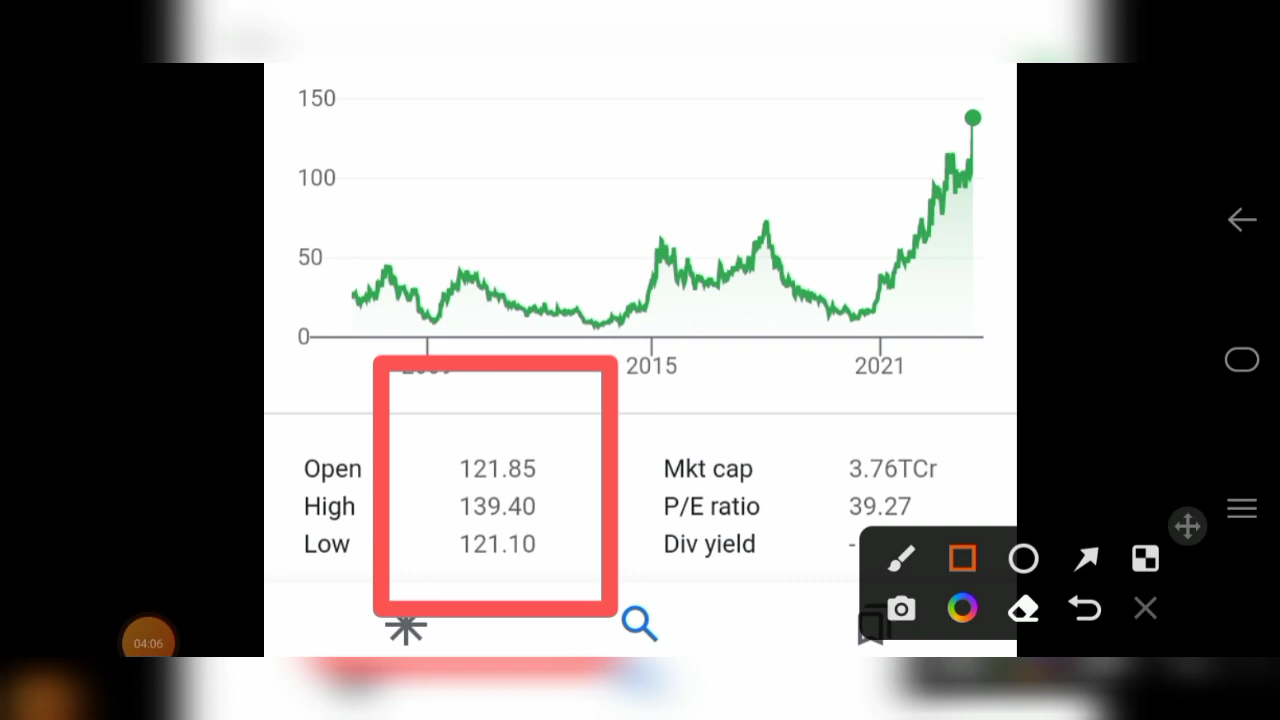 150
100
50
0
2009 2015 2021
Open 121.85 Mkt cap 3.76TCr
High 139.40 P/E ratio 39.27
Low 121.10 Div yield -
04:06